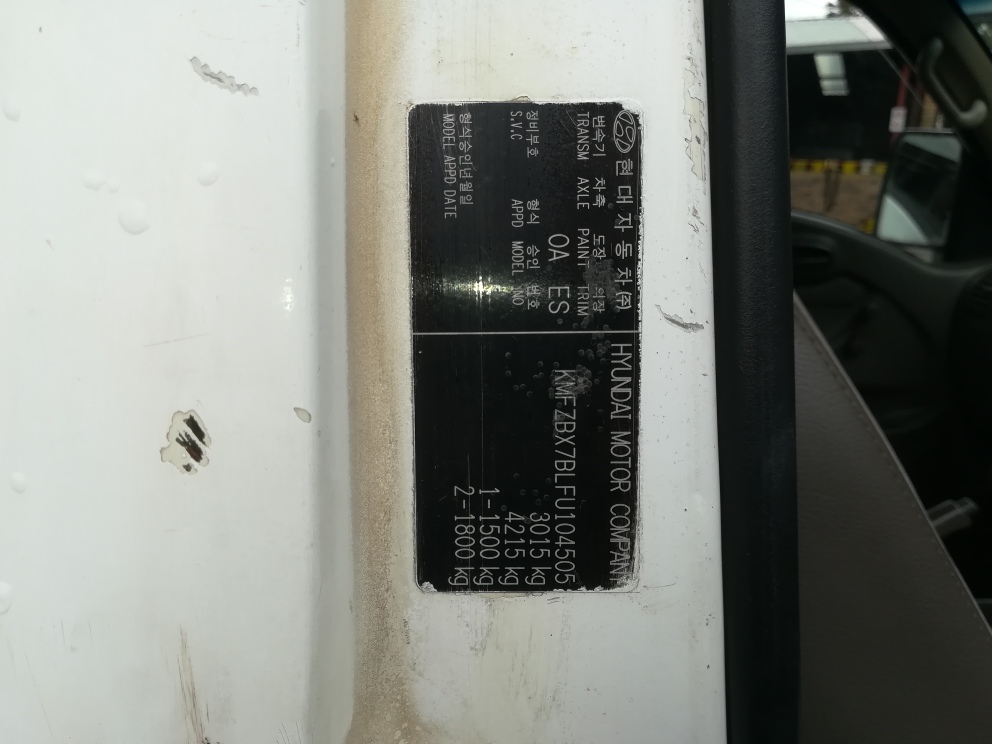 현대자동차(주) HYUNDAI MOTOR COMPANY
변속기 차축 도장 의장
TRANSM AXLE PAINT TRIM
OA ES KMFZBX7BLFU104505
정비부호 형식 승인 번호 3015 kg
S.V.C APPD MODEL NO 4215 kg
1-1500 kg
형식승인년월일 2-1800 kg
MODEL APPD DATE